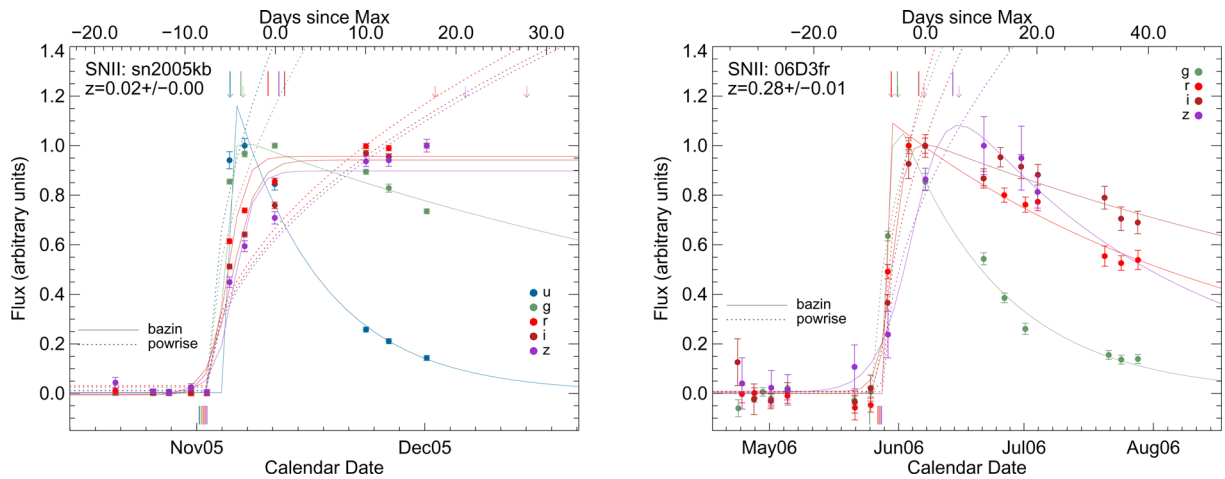 Days since Max
−20.0 −10.0 0.0 10.0 20.0 30.0
SNII: sn2005kb
z=0.02+/−0.00
1.4
1.2
1.0
0.8
0.6
0.4
0.2
0.0
Flux (arbitrary units)
bazin
powrise
u
g
r
i
z
Nov05 Dec05
Calendar Date
Days since Max
−20.0 0.0 20.0 40.0
SNII: 06D3fr
z=0.28+/−0.01
g
r
i
z
1.4
1.2
1.0
0.8
0.6
0.4
0.2
0.0
Flux (arbitrary units)
bazin
powrise
May06 Jun06 Jul06 Aug06
Calendar Date